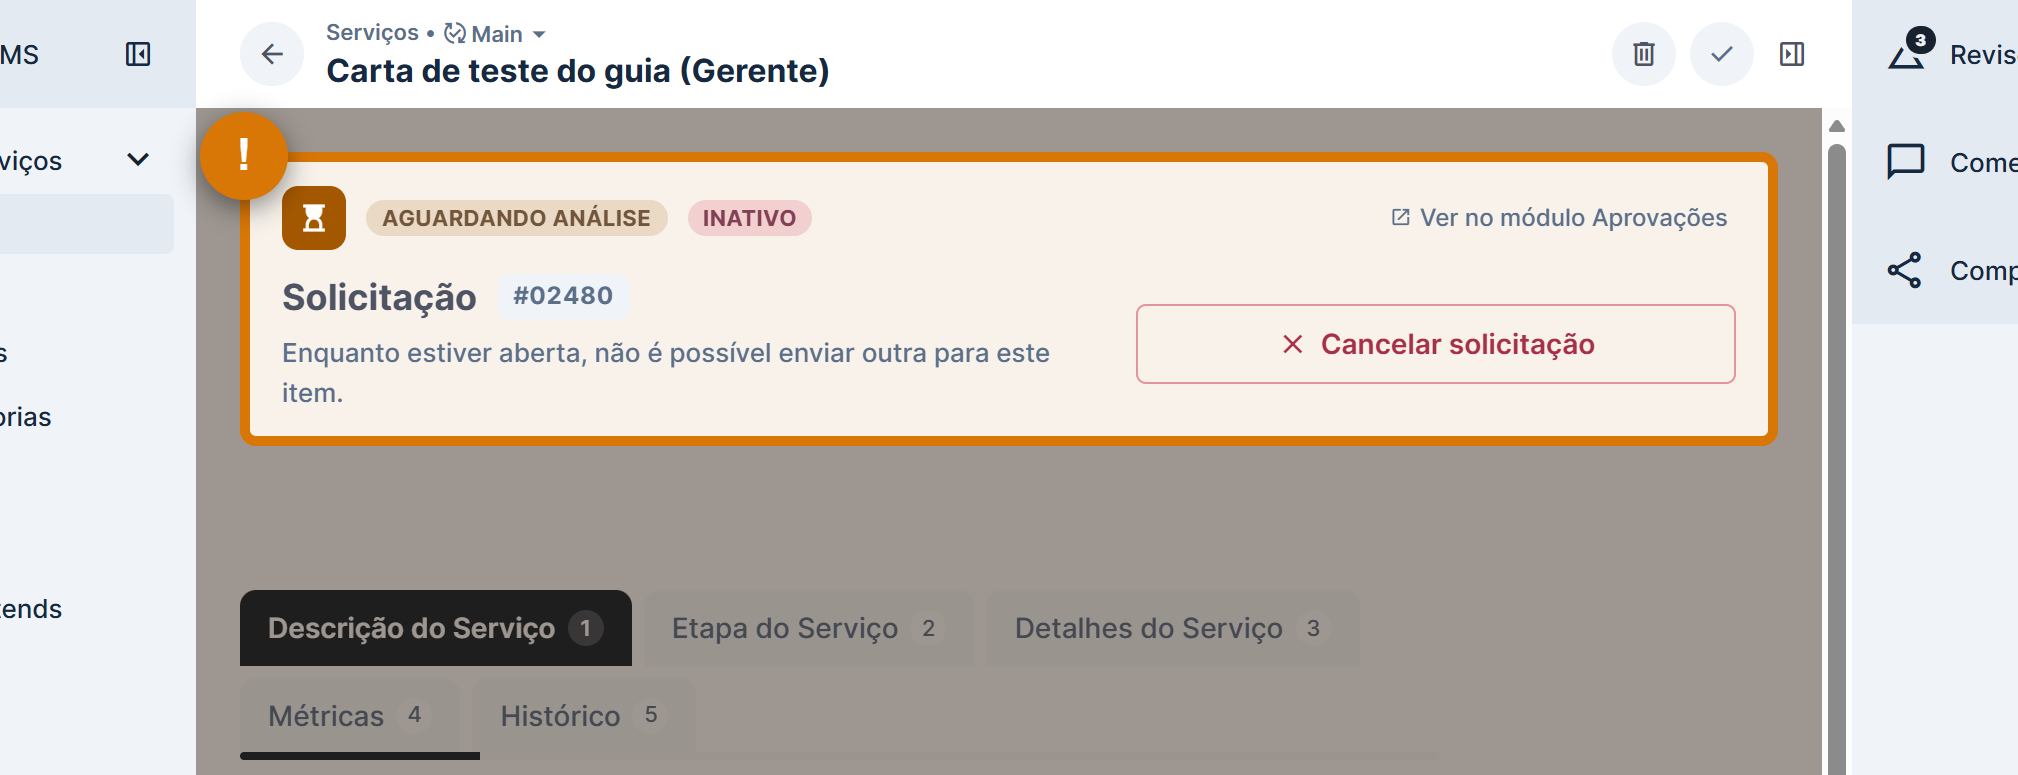 MS
Serviços • Main
Carta de teste do guia (Gerente)
3
Revis
viços
!
AGUARDANDO ANÁLISE
INATIVO
Ver no módulo Aprovações
Come
Solicitação #02480
Comp
Enquanto estiver aberta, não é possível enviar outra para este
item.
Cancelar solicitação
s
orias
tends
Descrição do Serviço 1
Etapa do Serviço 2
Detalhes do Serviço 3
Métricas 4
Histórico 5